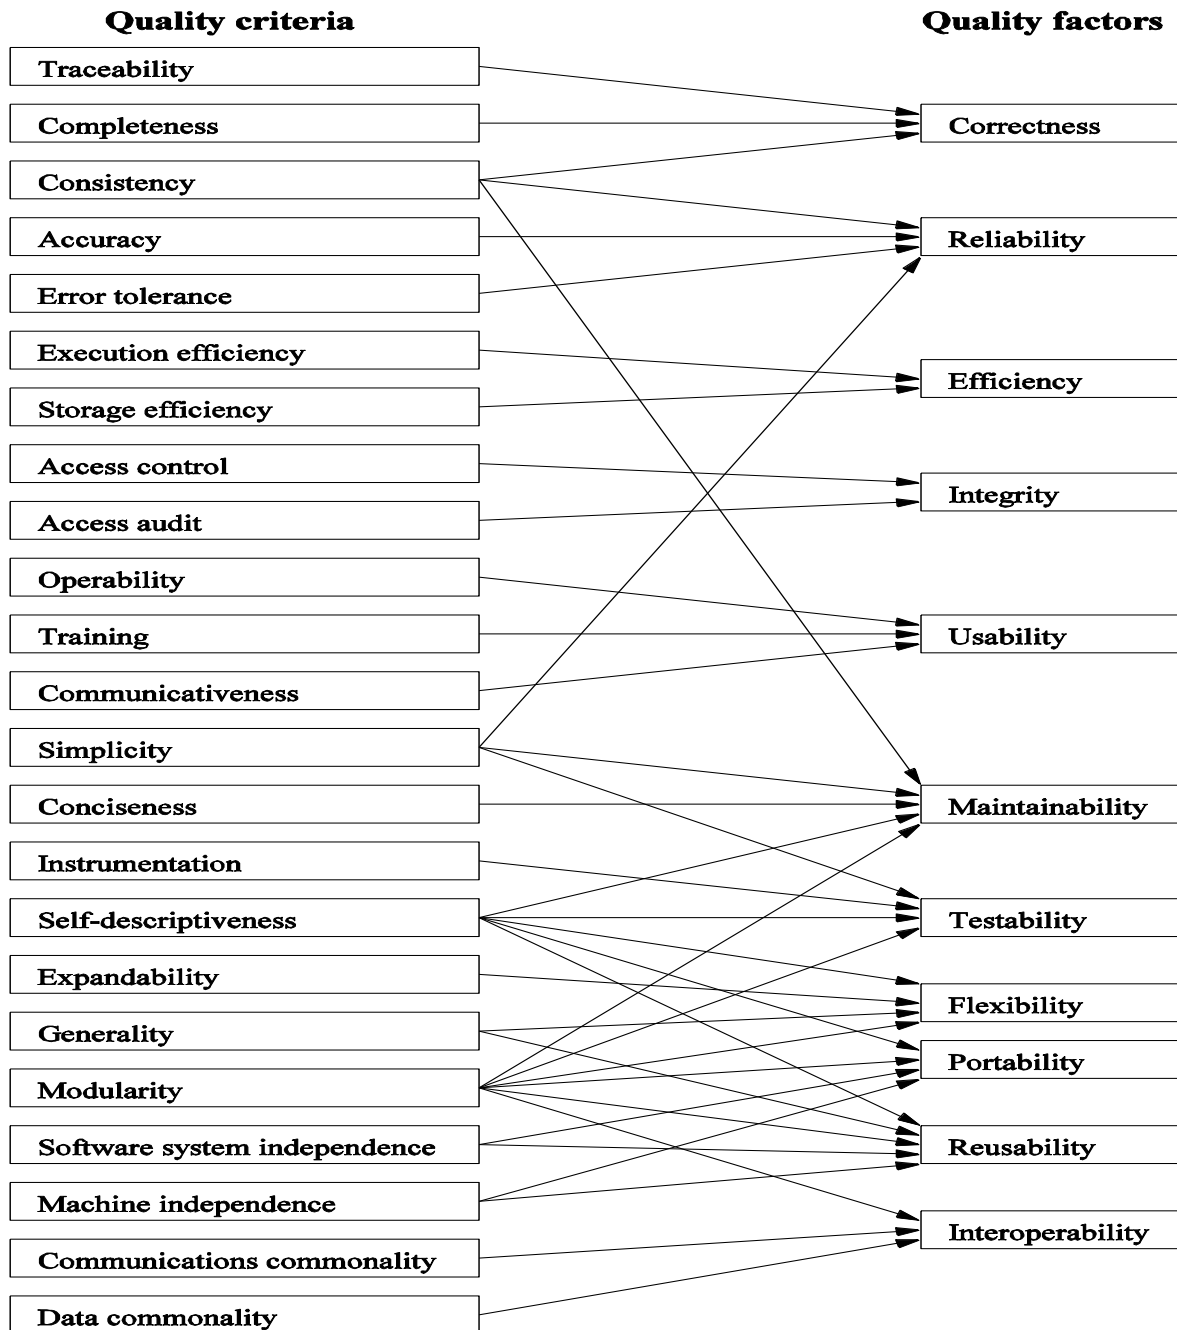 Quality criteria
Quality factors
Traceability
Completeness
Correctness
Consistency
Accuracy
Reliability
Error tolerance
Execution efficiency
Efficiency
Storage efficiency
Access control
Integrity
Access audit
Operability
Training
Usability
Communicativeness
Simplicity
Conciseness
Maintainability
Instrumentation
Self-descriptiveness
Testability
Expandability
Flexibility
Generality
Portability
Modularity
Software system independence
Reusability
Machine independence
Interoperability
Communications commonality
Data commonality